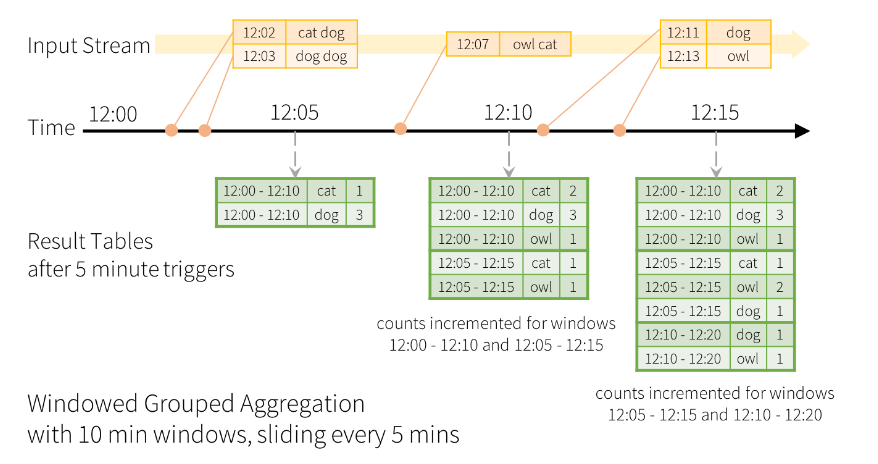 Input Stream
12:02 cat dog
12:03 dog dog
12:07 owl cat
12:11 dog
12:13 owl
Time
12:00
12:05
12:10
12:15
12:00 - 12:10 cat 1
12:00 - 12:10 dog 3
12:00 - 12:10 cat 2
12:00 - 12:10 dog 3
12:00 - 12:10 owl 1
12:05 - 12:15 cat 1
12:05 - 12:15 owl 1
12:00 - 12:10 cat 2
12:00 - 12:10 dog 3
12:00 - 12:10 owl 1
12:05 - 12:15 cat 1
12:05 - 12:15 owl 2
12:05 - 12:15 dog 1
12:10 - 12:20 dog 1
12:10 - 12:20 owl 1
Result Tables
after 5 minute triggers
counts incremented for windows
12:00 - 12:10 and 12:05 - 12:15
counts incremented for windows
12:05 - 12:15 and 12:10 - 12:20
Windowed Grouped Aggregation
with 10 min windows, sliding every 5 mins